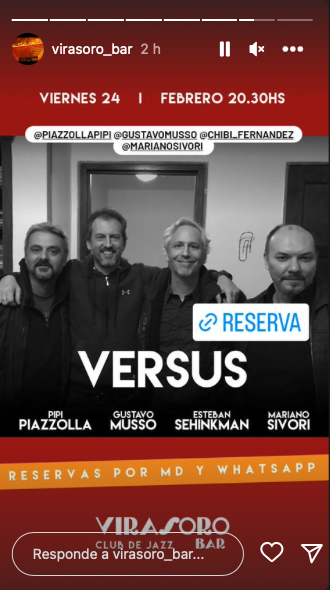 virasoro_bar 2 h
VIERNES 24 | FEBRERO 20.30HS
@PIAZZOLLAPIPI @GUSTAVOMUSSO @CHIBI_FERNANDEZ
@MARIANOSIVORI
RESERVA
VERSUS
PIPI PIAZZOLLA
GUSTAVO MUSSO
ESTEBAN SEHINKMAN
MARIANO SIVORI
RESERVAS POR MD Y WHATSAPP
VIRASORO
CLUB DE JAZZ BAR
Responde a virasoro_bar...